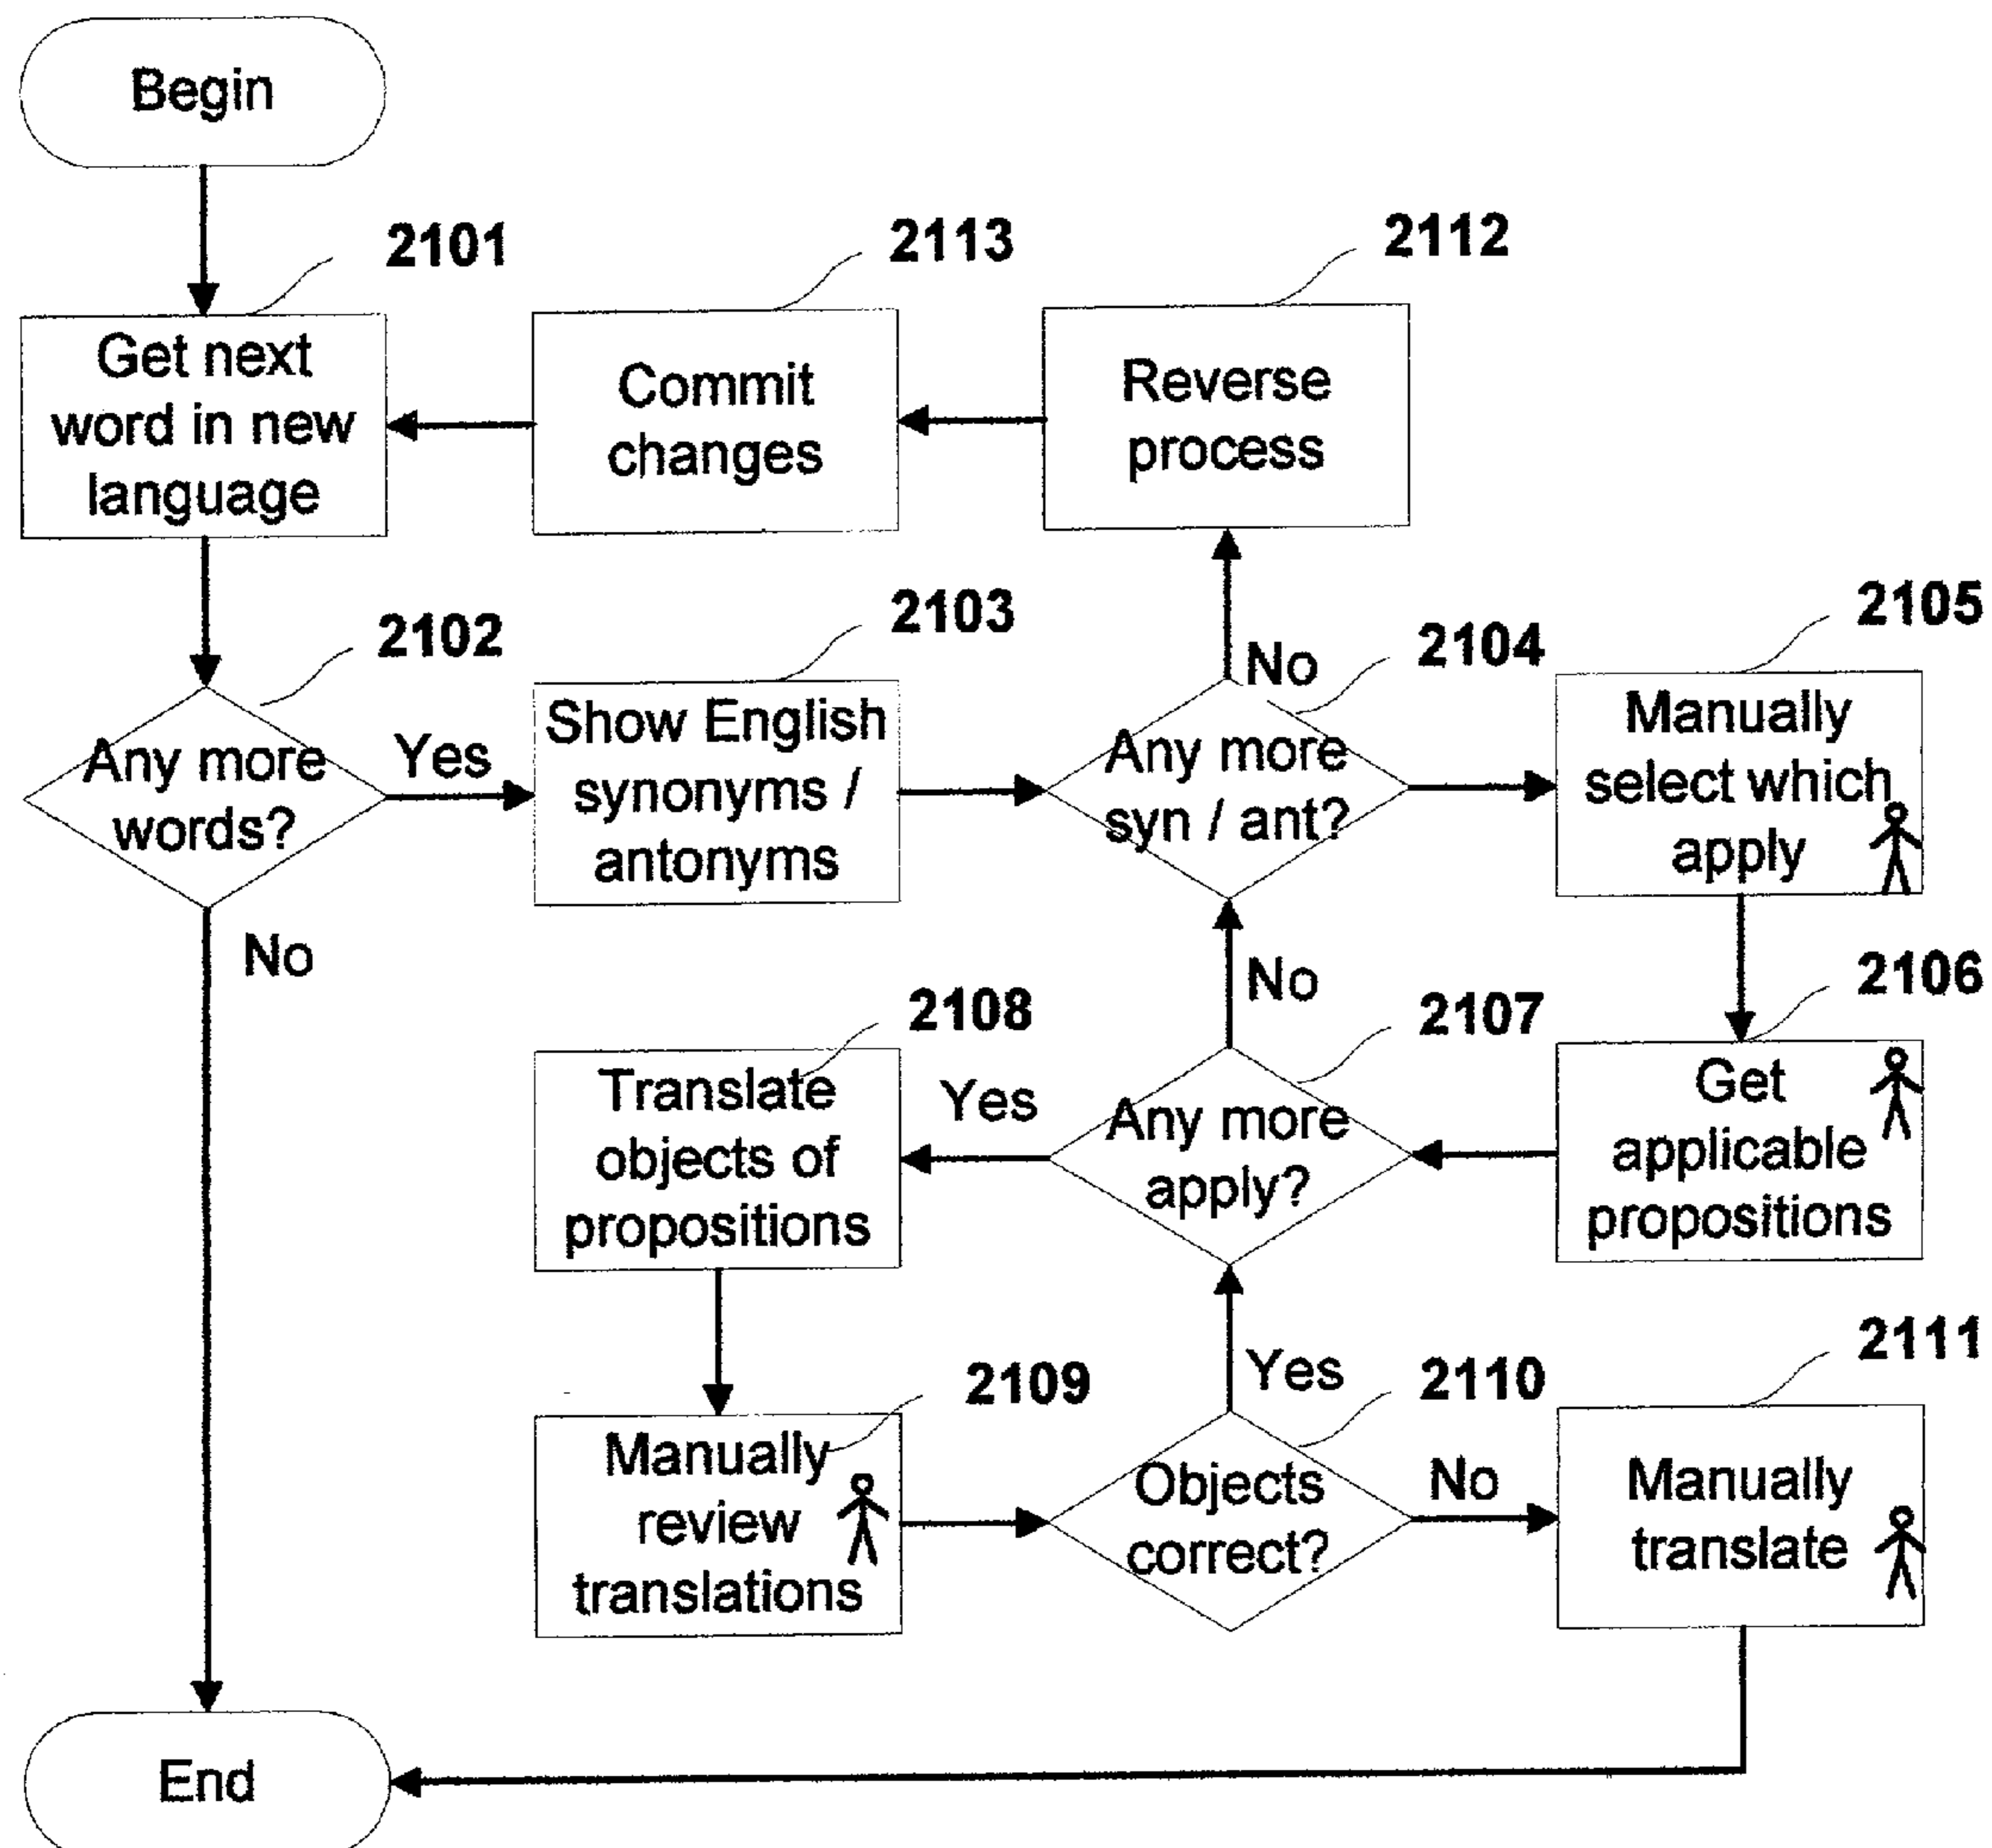 Begin
2101
2113
2112
Get next
word in new
language
Commit
changes
Reverse
process
2102
2103
No
2104
2105
Any more
words?
Yes
Show English
synonyms /
antonyms
Any more
syn / ant?
Manually
select which
apply
No
2108
No
2107
2106
Translate
objects of
propositions
Yes
Any more
apply?
Get
applicable
propositions
2109
Yes
2110
2111
Manually
review
translations
Objects
correct?
No
Manually
translate
End